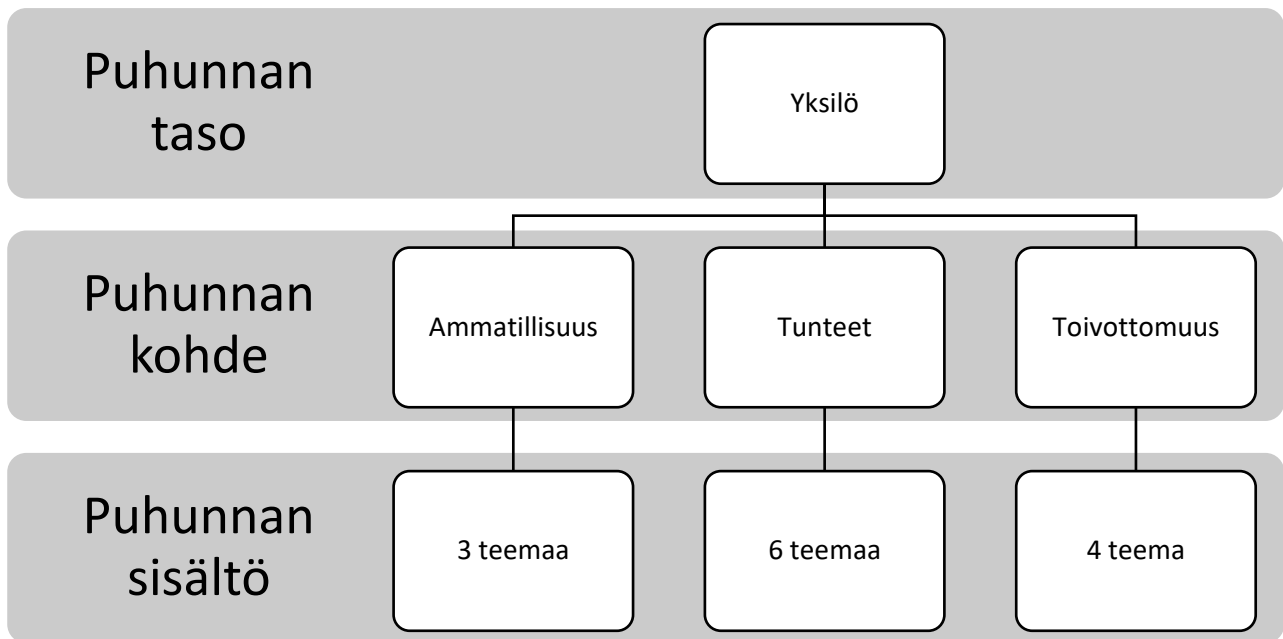 Puhunnan
taso
Yksilö
Puhunnan
kohde
Ammatillisuus
Tunteet
Toivottomuus
Puhunnan
sisältö
3 teemaa
6 teemaa
4 teema